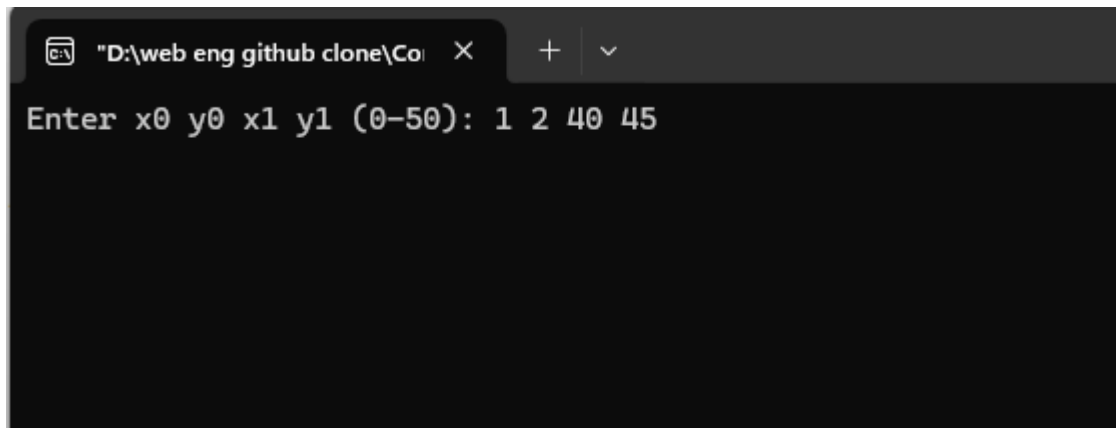 "D:\web eng github clone\Co
Enter x0 y0 x1 y1 (0-50): 1 2 40 45